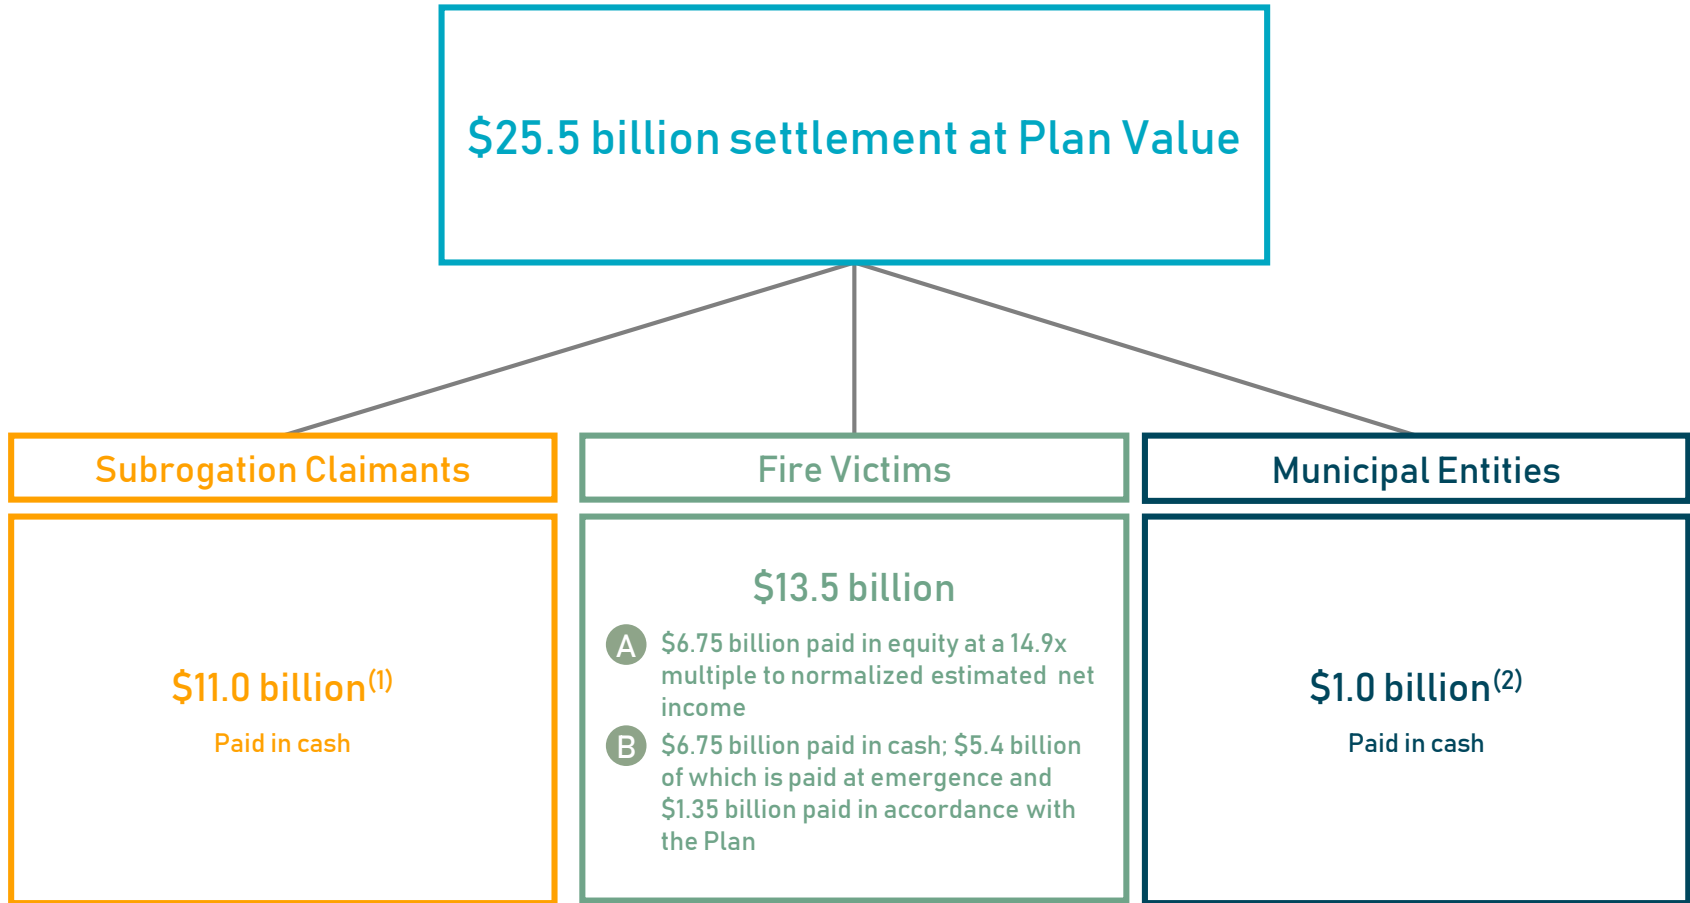 $25.5 billion settlement at Plan Value
Subrogation Claimants
$11.0 billion(1)
Paid in cash
Fire Victims
$13.5 billion
A $6.75 billion paid in equity at a 14.9x
multiple to normalized estimated net
income
B $6.75 billion paid in cash; $5.4 billion
of which is paid at emergence and
$1.35 billion paid in accordance with
the Plan
Municipal Entities
$1.0 billion(2)
Paid in cash